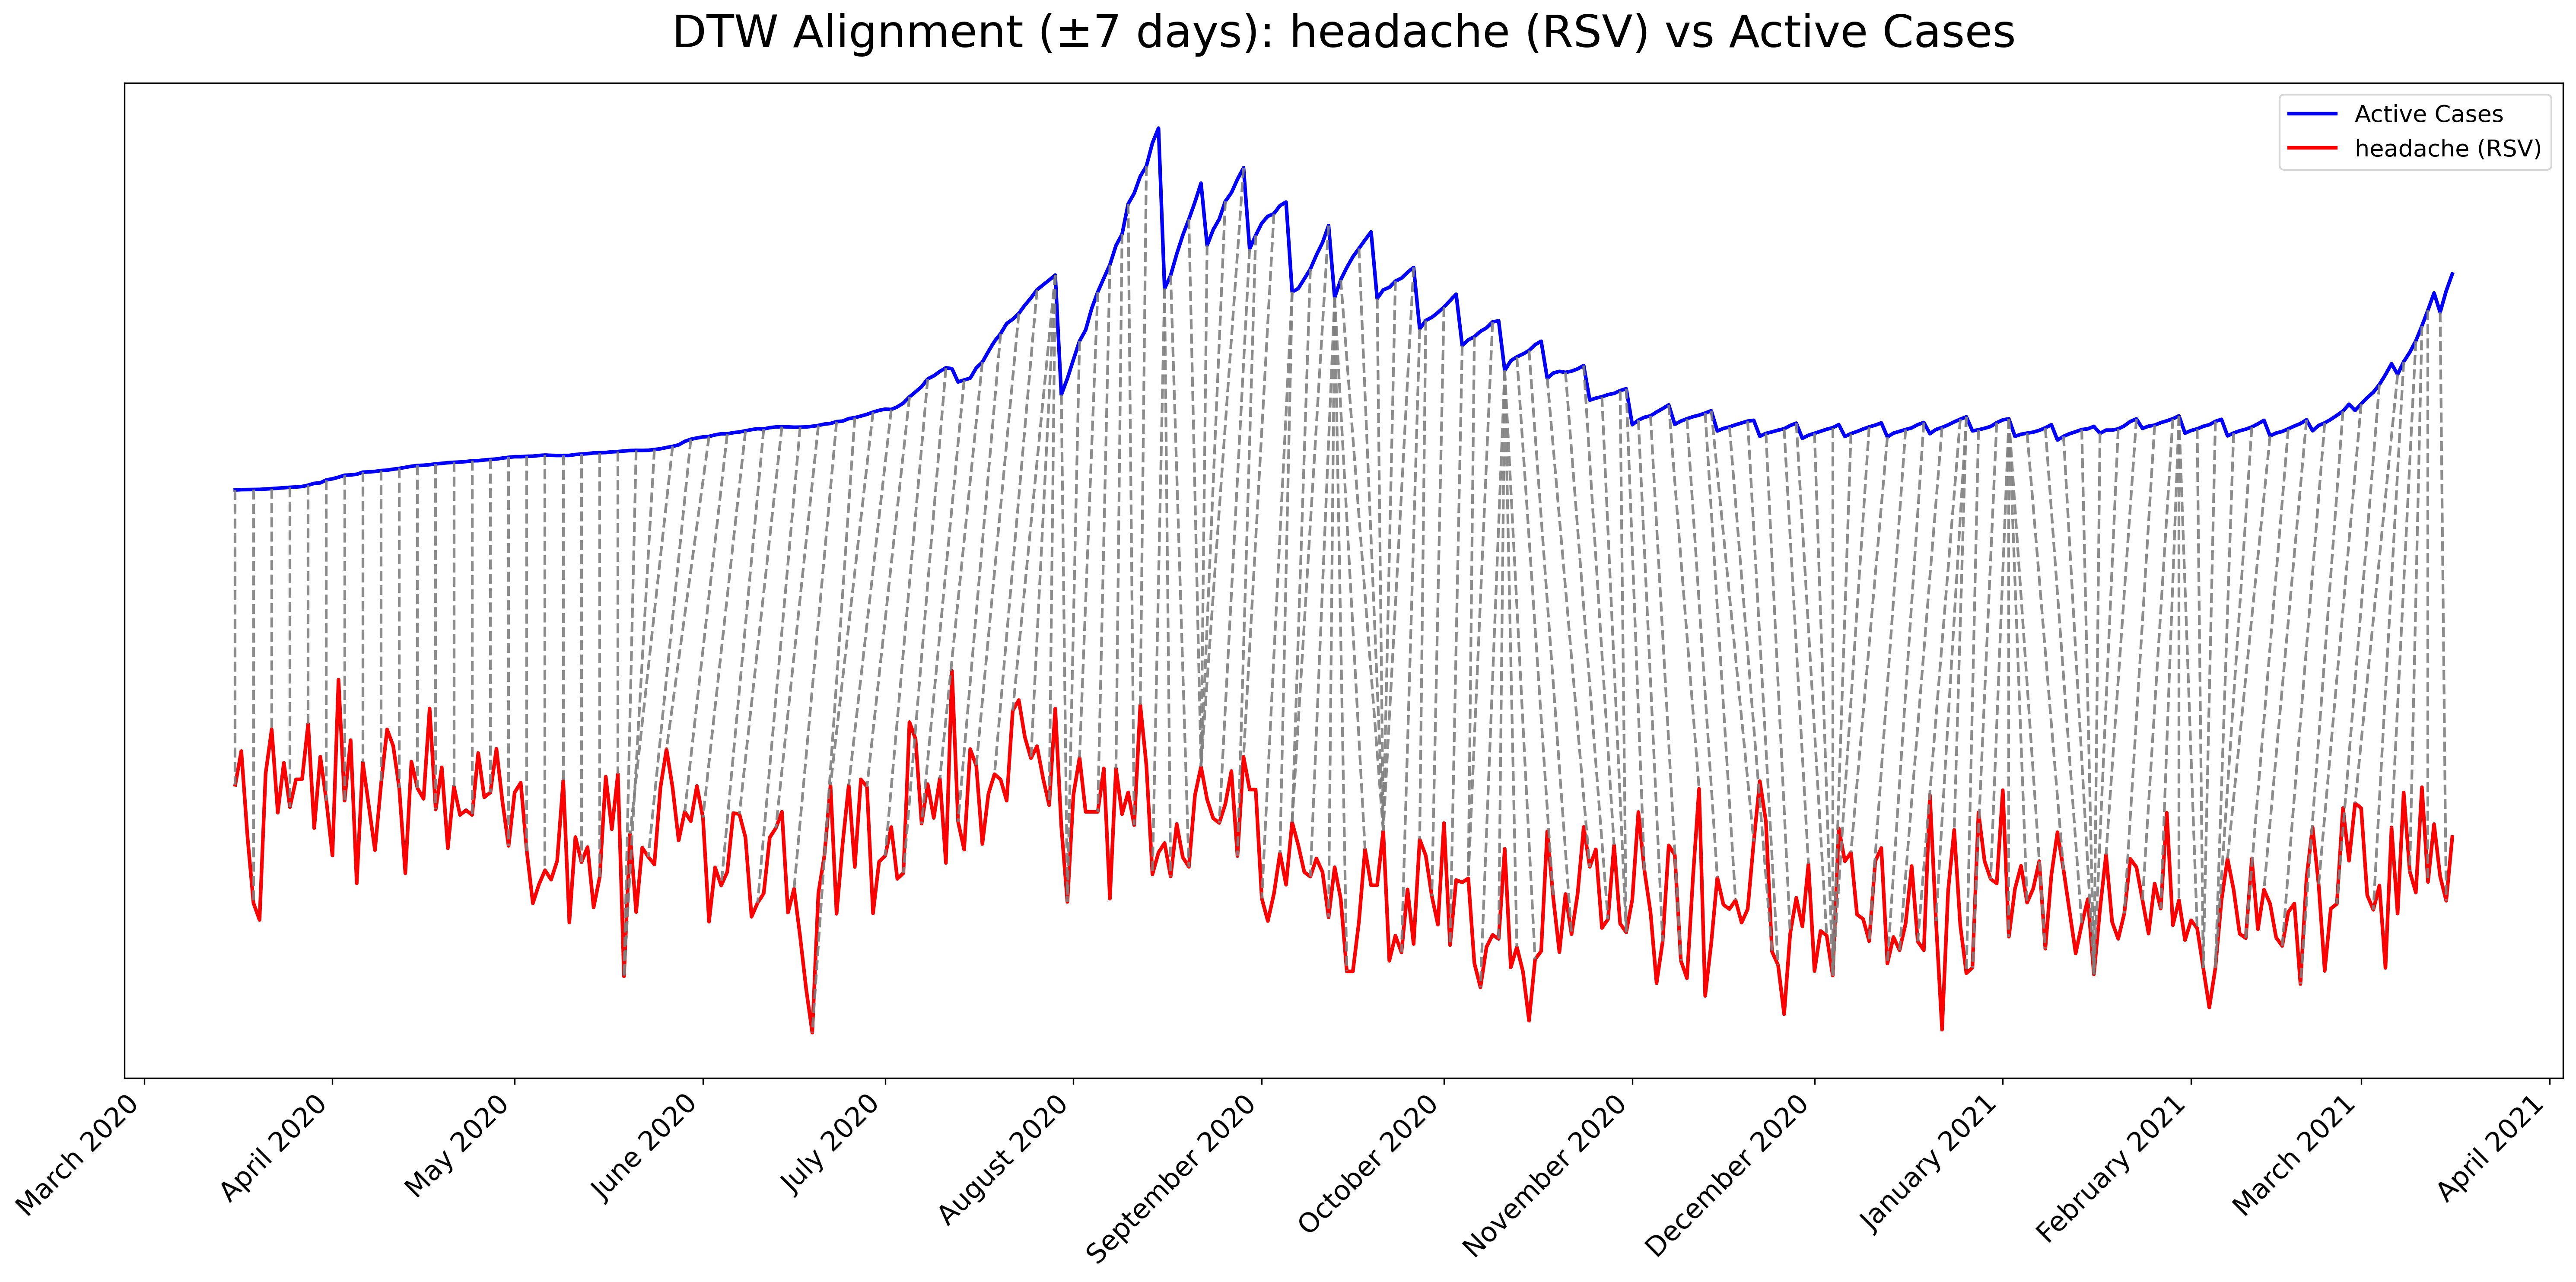 DTW Alignment (±7 days): headache (RSV) vs Active Cases
Active Cases
headache (RSV)
March 2020
April 2020
May 2020
June 2020
July 2020
August 2020
September 2020
October 2020
November 2020
December 2020
January 2021
February 2021
March 2021
April 2021